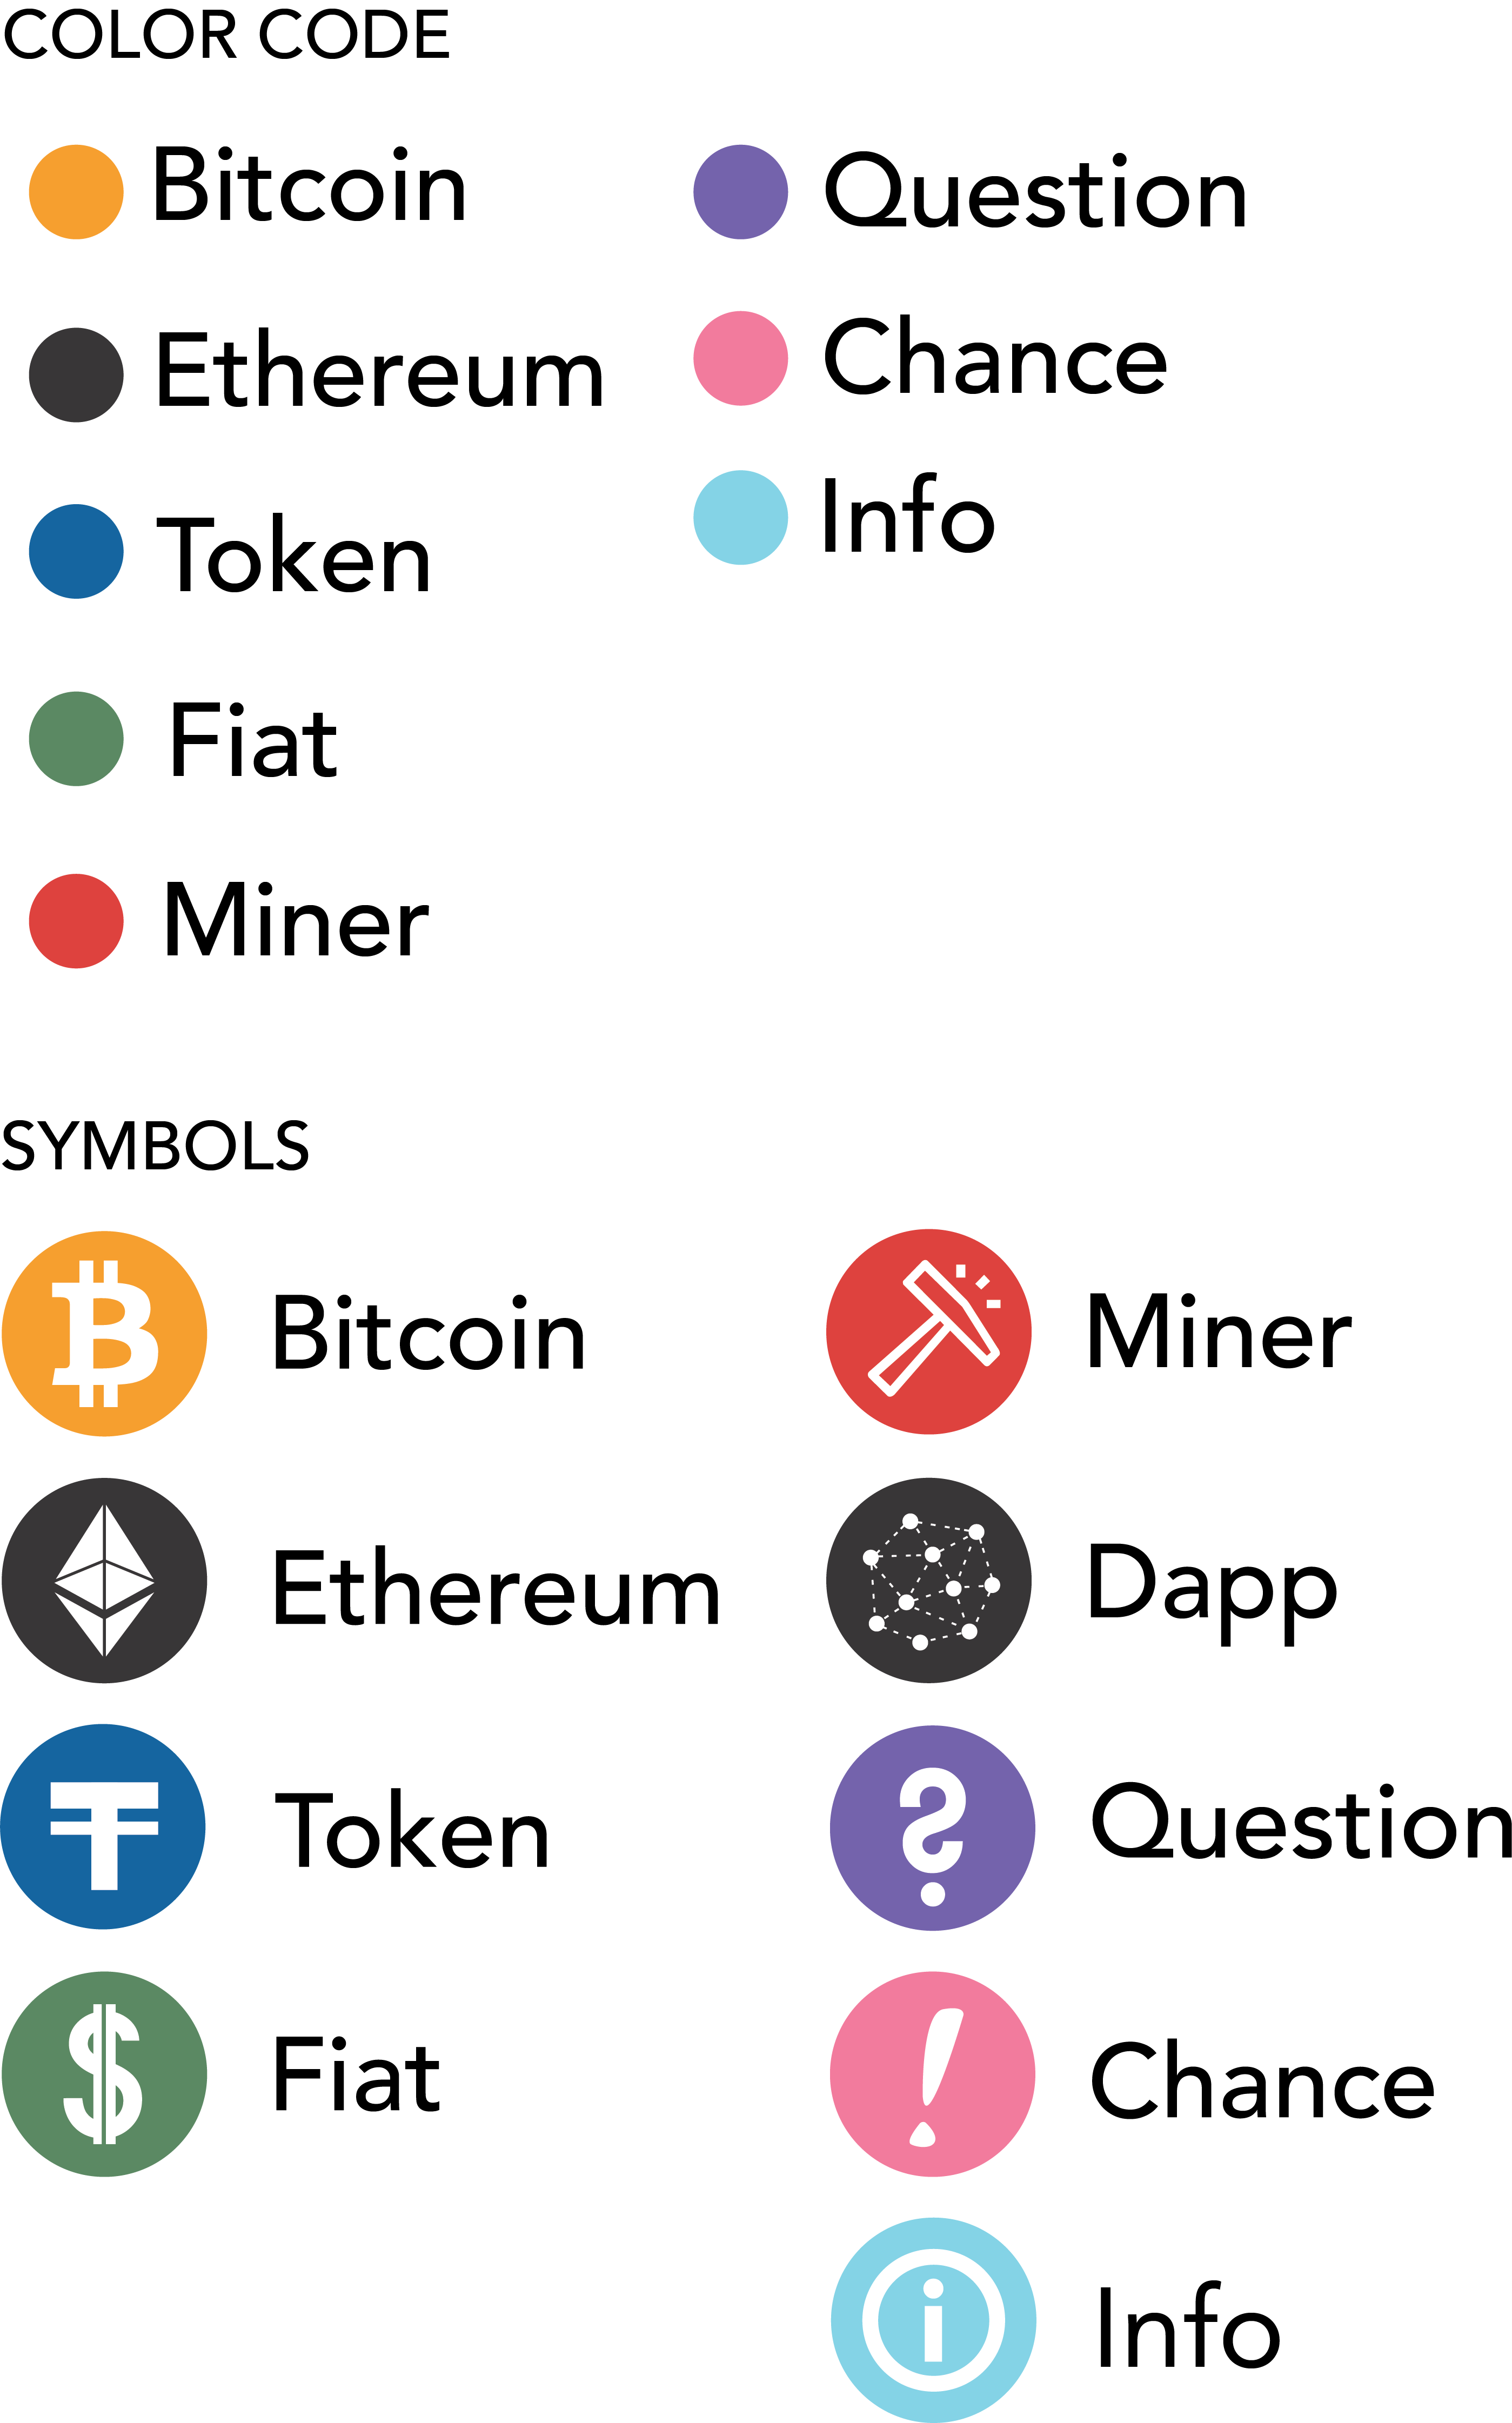 COLOR CODE
Bitcoin
Ethereum
Token
Fiat
Miner
Question
Chance
Info
SYMBOLS
Bitcoin
Ethereum
Token
Fiat
Miner
Dapp
Question
Chance
Info